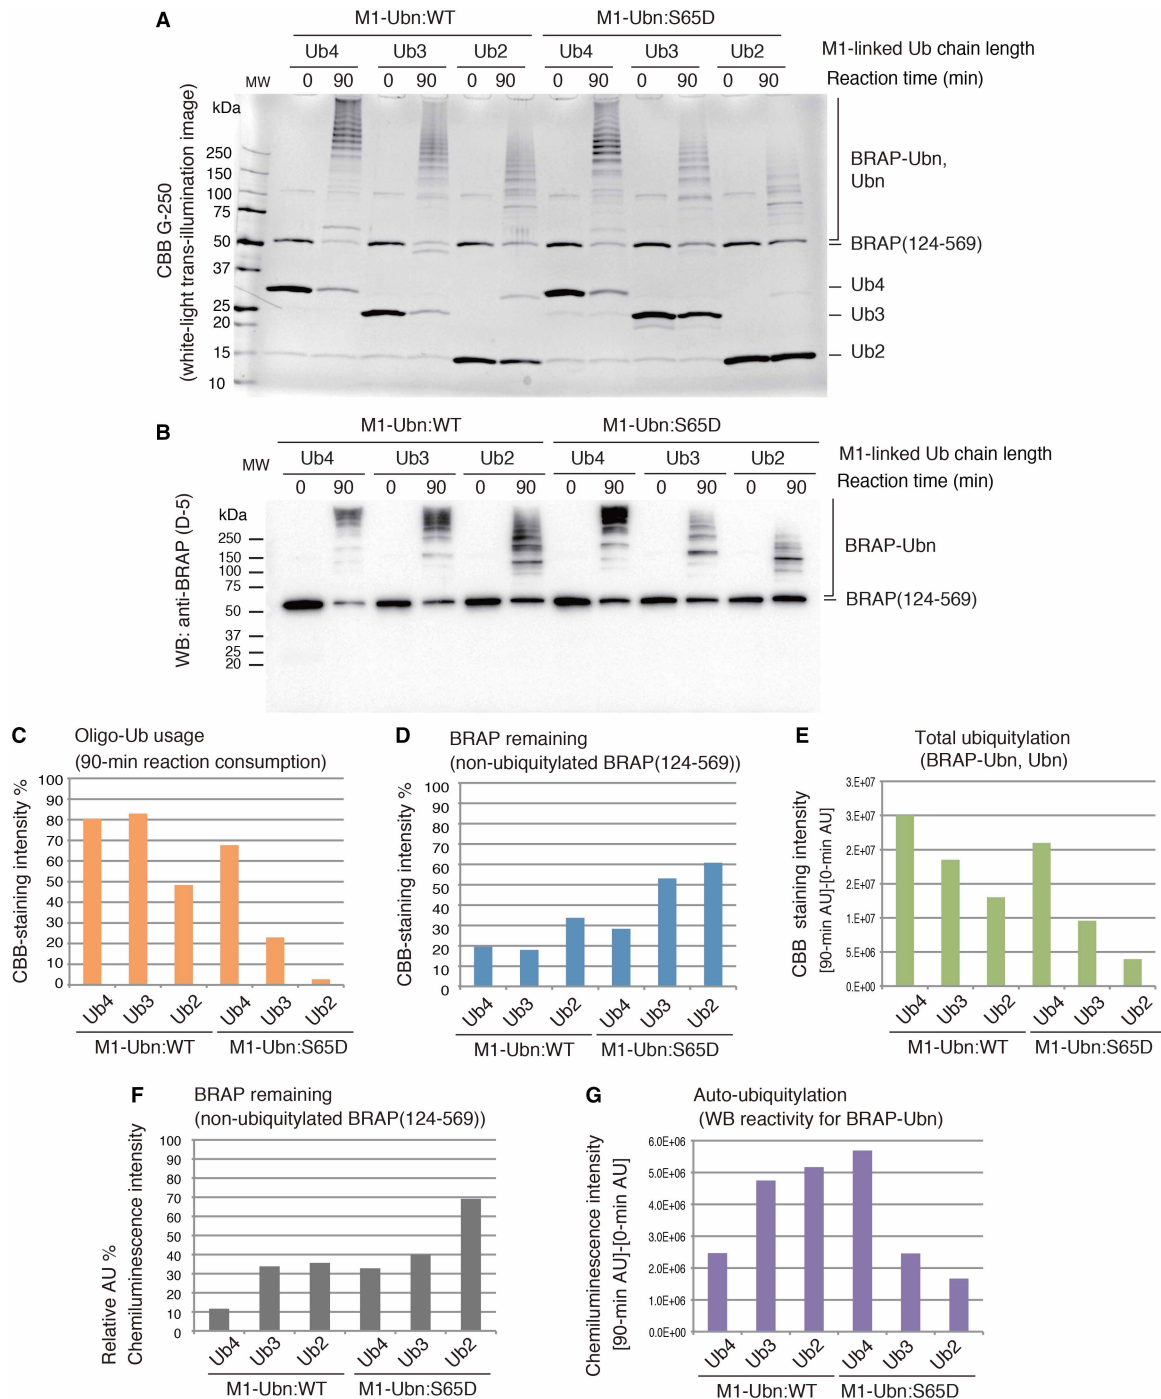 A
M1-Ubn:WT
M1-Ubn:S65D
Ub4
Ub3
Ub2
Ub4
Ub3
Ub2
M1-linked Ub chain length
MW
0
90
0
90
0
90
0
90
0
90
0
90
Reaction time (min)
CBB G-250
(white-light trans-illumination image)
kDa
250
150
100
75
50
37
25
20
15
10
BRAP-Ubn,
Ubn
BRAP(124-569)
Ub4
Ub3
Ub2
B
M1-Ubn:WT
M1-Ubn:S65D
MW
Ub4
Ub3
Ub2
Ub4
Ub3
Ub2
M1-linked Ub chain length
0
90
0
90
0
90
0
90
0
90
0
90
Reaction time (min)
WB: anti-BRAP (D-5)
kDa
250
150
100
75
50
37
25
20
BRAP-Ubn
BRAP(124-569)
C
Oligo-Ub usage
(90-min reaction consumption)
CBB-staining intensity %
100
90
80
70
60
50
40
30
20
10
0
Ub4
Ub3
Ub2
Ub4
Ub3
Ub2
M1-Ubn:WT
M1-Ubn:S65D
D
BRAP remaining
(non-ubiquitylated BRAP(124-569))
CBB-staining intensity %
100
90
80
70
60
50
40
30
20
10
0
Ub4
Ub3
Ub2
Ub4
Ub3
Ub2
M1-Ubn:WT
M1-Ubn:S65D
E
Total ubiquitylation
(BRAP-Ubn, Ubn)
CBB staining intensity
[90-min AU]-[0-min AU]
3.E+07
3.E+07
2.E+07
2.E+07
1.E+07
5.E+06
0.E+00
Ub4
Ub3
Ub2
Ub4
Ub3
Ub2
M1-Ubn:WT
M1-Ubn:S65D
F
BRAP remaining
(non-ubiquitylated BRAP(124-569))
Relative AU %
Chemiluminescence intensity
100
90
80
70
60
50
40
30
20
10
0
Ub4
Ub3
Ub2
Ub4
Ub3
Ub2
M1-Ubn:WT
M1-Ubn:S65D
G
Auto-ubiquitylation
(WB reactivity for BRAP-Ubn)
Chemiluminescence intensity
[90-min AU]-[0-min AU]
6.0E+06
5.0E+06
4.0E+06
3.0E+06
2.0E+06
1.0E+06
0.0E+00
Ub4
Ub3
Ub2
Ub4
Ub3
Ub2
M1-Ubn:WT
M1-Ubn:S65D